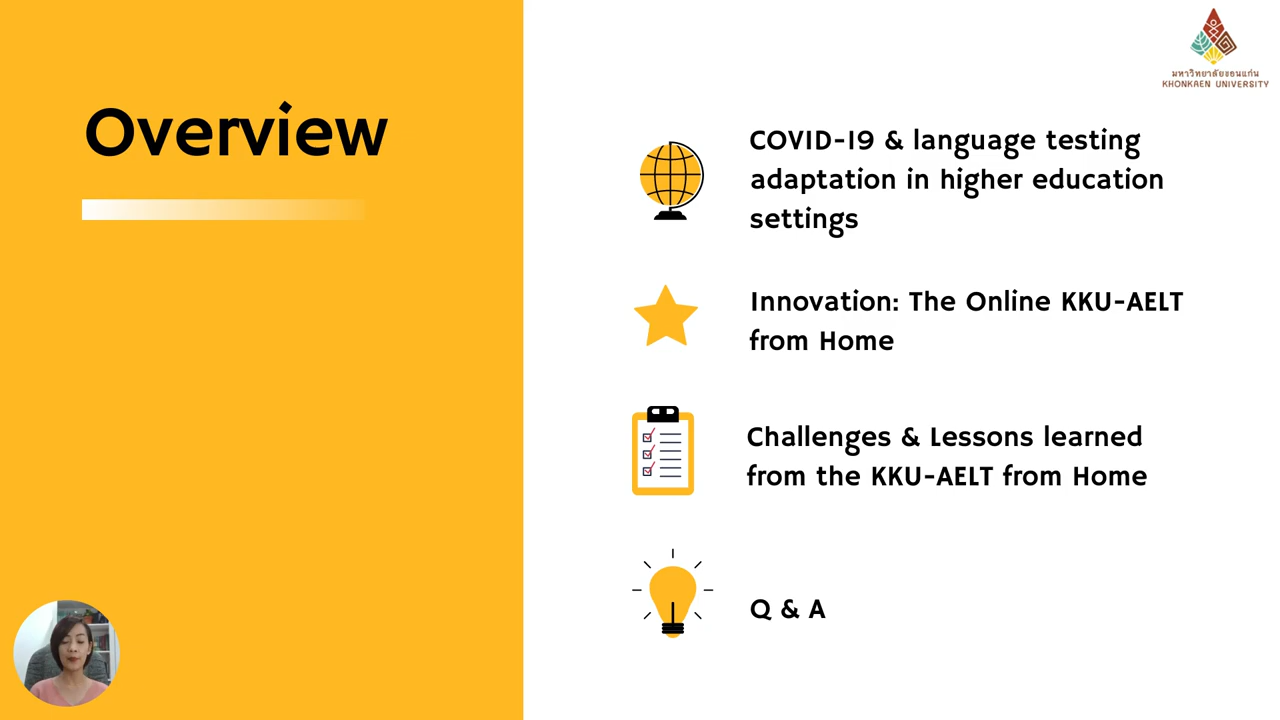 Overview
มหาวิทยาลัยขอนแก่น
KHONKAEN UNIVERSITY
COVID-19 & language testing
adaptation in higher education
settings
Innovation: The Online KKU-AELT
from Home
Challenges & Lessons learned
from the KKU-AELT from Home
Q & A